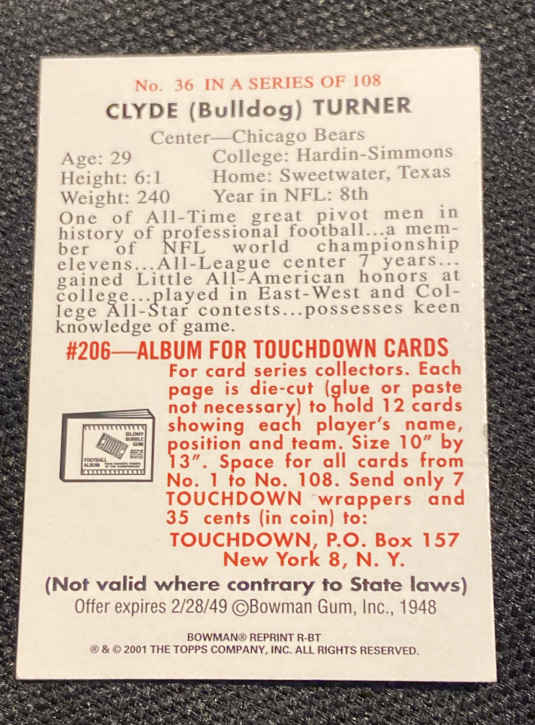 No. 36 IN A SERIES OF 108
CLYDE (Bulldog) TURNER
Center—Chicago Bears
Age: 29 College: Hardin-Simmons
Height: 6:1 Home: Sweetwater, Texas
Weight: 240 Year in NFL: 8th
One of All-Time great pivot men in
history of professional football...a mem-
ber of NFL world championship
elevens...All-League center 7 years...
gained Little All-American honors at
college...played in East-West and Col-
lege All-Star contests...possesses keen
knowledge of game.
#206—ALBUM FOR TOUCHDOWN CARDS
For card series collectors. Each
page is die-cut (glue or paste
not necessary) to hold 12 cards
showing each player's name,
position and team. Size 10" by
13". Space for all cards from
No. 1 to No. 108. Send only 7
TOUCHDOWN wrappers and
35 cents (in coin) to:
TOUCHDOWN, P.O. Box 157
New York 8, N. Y.
FOOTBALL
ALBUM
(Not valid where contrary to State laws)
Offer expires 2/28/49 ©Bowman Gum, Inc., 1948
BOWMAN® REPRINT R-BT
® & © 2001 THE TOPPS COMPANY, INC. ALL RIGHTS RESERVED.